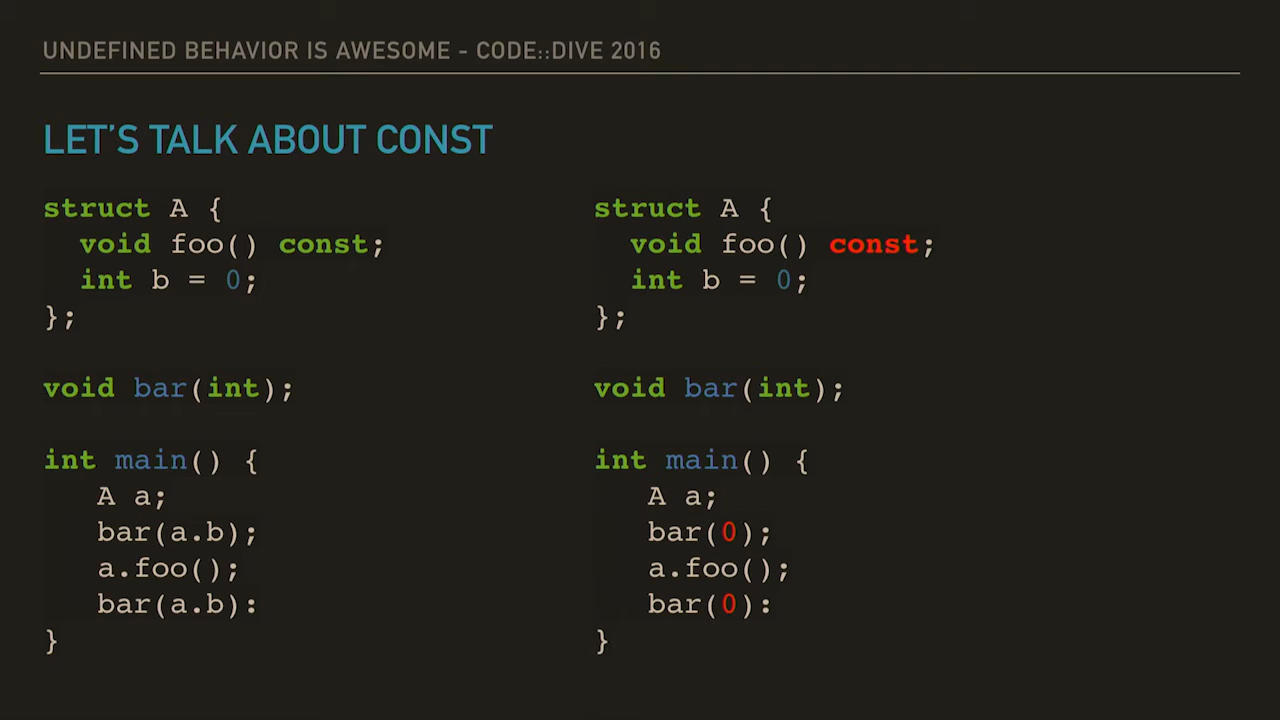 UNDEFINED BEHAVIOR IS AWESOME - CODE::DIVE 2016
LET'S TALK ABOUT CONST
struct A {
  void foo() const;
  int b = 0;
};
void bar(int);
int main() {
   A a;
   bar(a.b);
   a.foo();
   bar(a.b):
}
struct A {
  void foo() const;
  int b = 0;
};
void bar(int);
int main() {
   A a;
   bar(0);
   a.foo();
   bar(0):
}